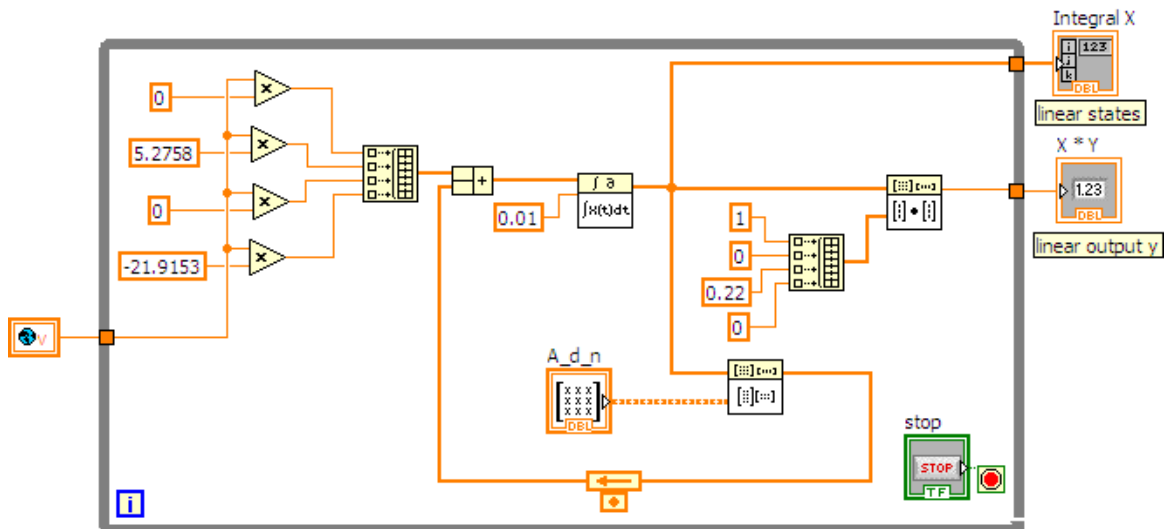 Integral X
i 123
j
k
DBL
linear states
X * Y
1.23
DBL
linear output y
0
5.2758
0
-21.9153
V
∫∂
∫x(t)dt
0.01
1
0
0.22
0
A_d_n
x x x
x x x
x x x
DBL
stop
STOP
TF
i